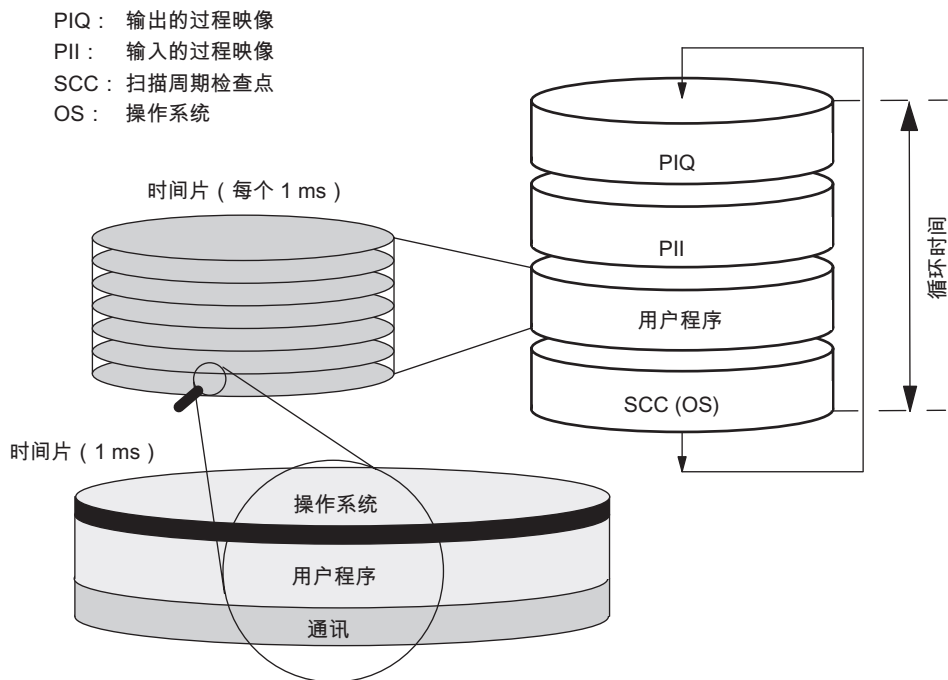 PIQ： 输出的过程映像
PII： 输入的过程映像
SCC：扫描周期检查点
OS： 操作系统
时间片（每个 1 ms）
PIQ
PII
用户程序
SCC (OS)
循环时间
时间片（1 ms）
操作系统
用户程序
通讯